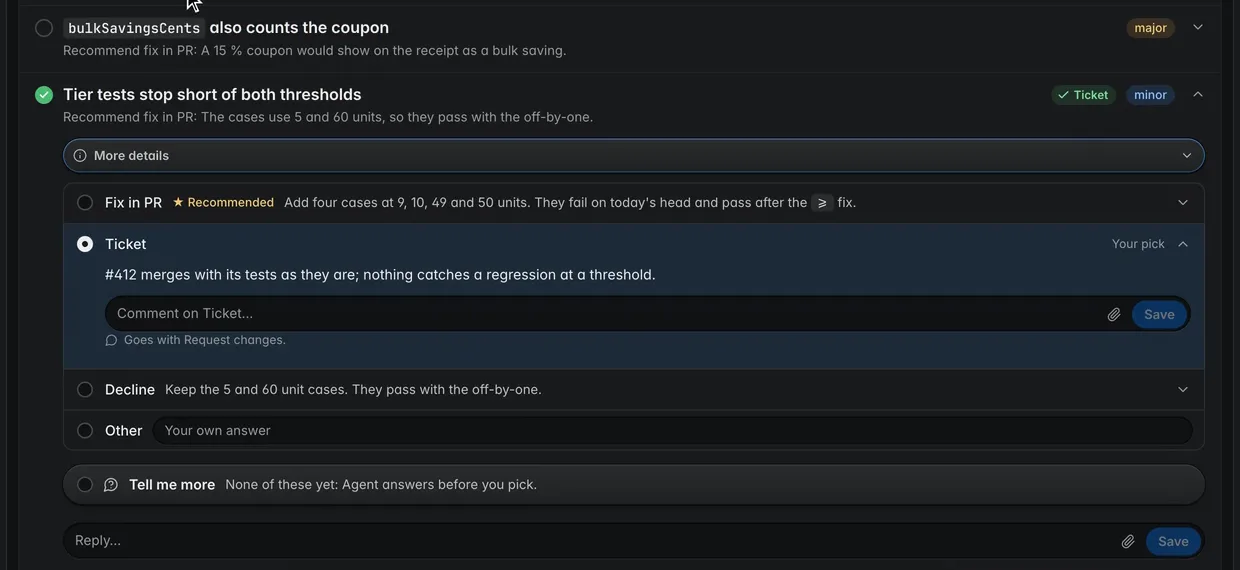 bulkSavingsCents also counts the coupon
major
Recommend fix in PR: A 15 % coupon would show on the receipt as a bulk saving.
Tier tests stop short of both thresholds
Ticket
minor
Recommend fix in PR: The cases use 5 and 60 units, so they pass with the off-by-one.
More details
Fix in PR ★ Recommended Add four cases at 9, 10, 49 and 50 units. They fail on today's head and pass after the ≥ fix.
Ticket
Your pick
#412 merges with its tests as they are; nothing catches a regression at a threshold.
Comment on Ticket...
Save
Goes with Request changes.
Decline Keep the 5 and 60 unit cases. They pass with the off-by-one.
Other Your own answer
Tell me more None of these yet: Agent answers before you pick.
Reply...
Save